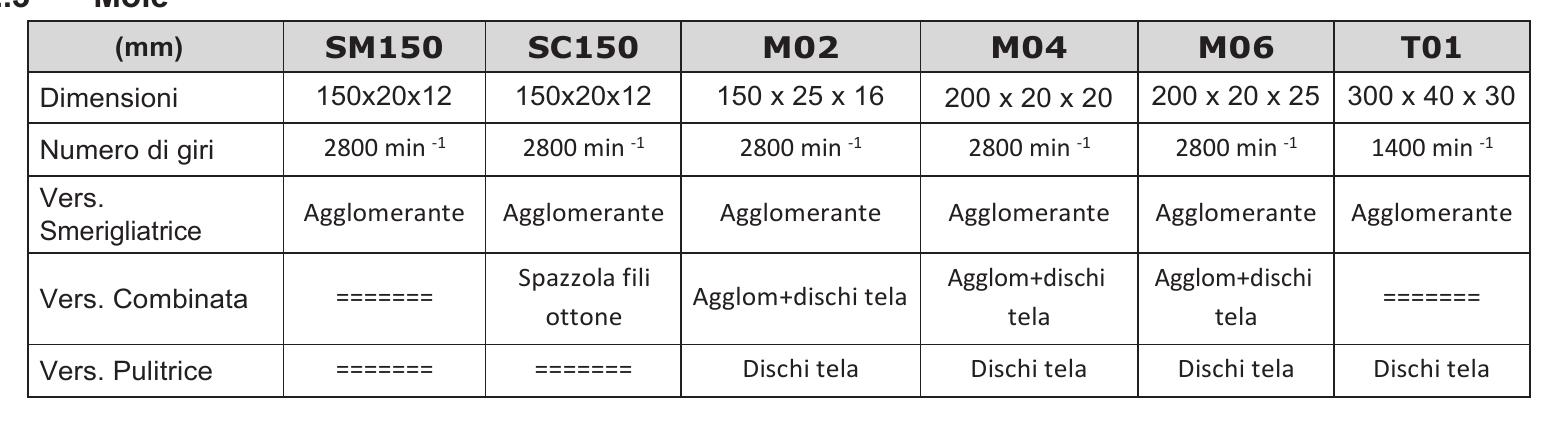 Mole
(mm) SM150 SC150 M02 M04 M06 T01
Dimensioni 150x20x12 150x20x12 150 x 25 x 16 200 x 20 x 20 200 x 20 x 25 300 x 40 x 30
Numero di giri 2800 min -1 2800 min -1 2800 min -1 2800 min -1 2800 min -1 1400 min -1
Vers.
Smerigliatrice Agglomerante Agglomerante Agglomerante Agglomerante Agglomerante Agglomerante
Vers. Combinata ======= Spazzola fili
ottone Agglom+dischi tela Agglom+dischi
tela Agglom+dischi
tela =======
Vers. Pulitrice ======= ======= Dischi tela Dischi tela Dischi tela Dischi tela